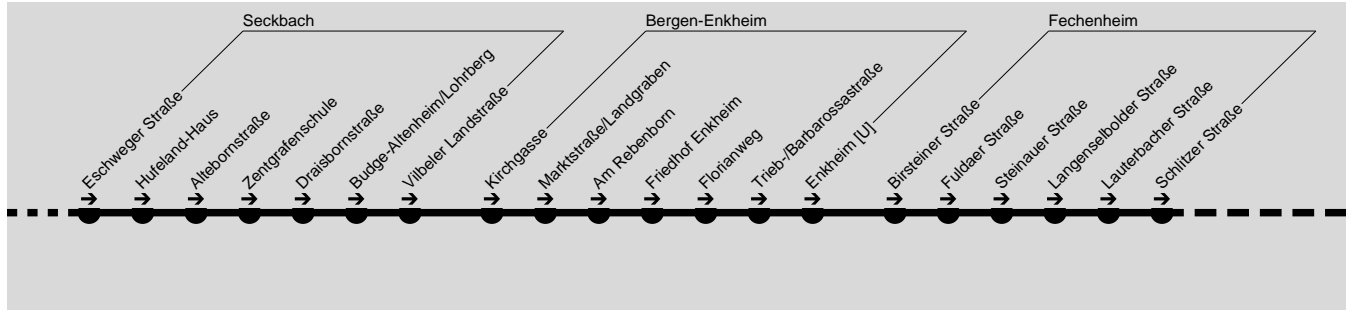 Seckbach
Bergen-Enkheim
Fechenheim
Eschweger Straße
Hufeland-Haus
Altebornstraße
Zentgrafenschule
Draisbornstraße
Budge-Altenheim/Lohrberg
Vilbeler Landstraße
Kirchgasse
Marktstraße/Landgraben
Am Rebenborn
Friedhof Enkheim
Florianweg
Trieb-/Barbarossastraße
Enkheim [U]
Birsteiner Straße
Fuldaer Straße
Steinauer Straße
Langenselbolder Straße
Lauterbacher Straße
Schlitzer Straße